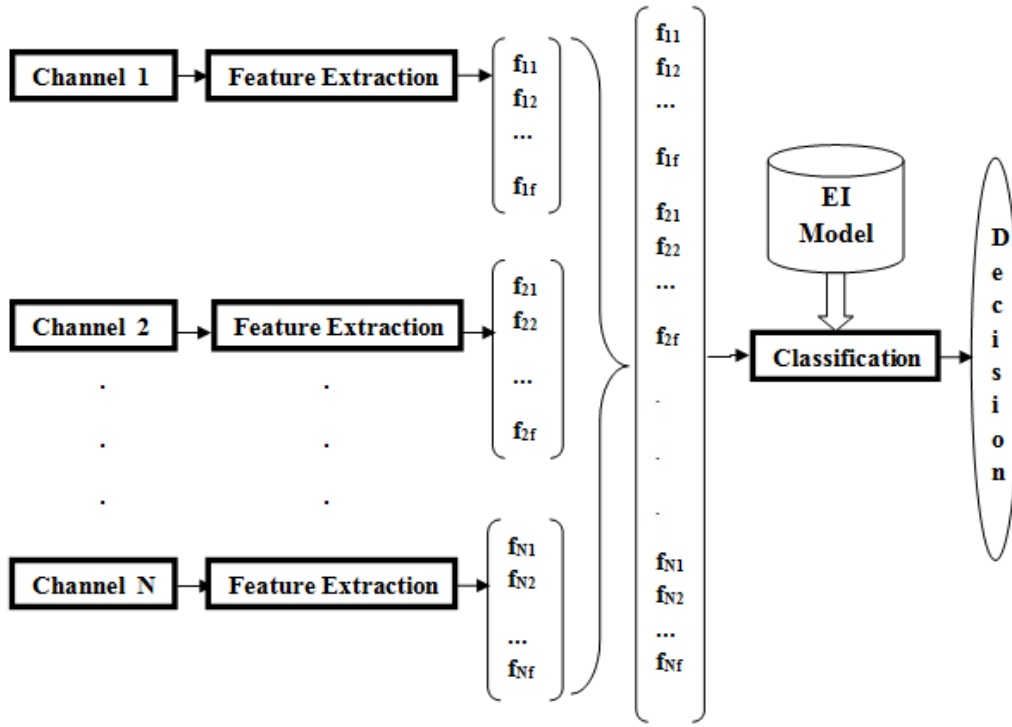 Channel 1
Feature Extraction
f11
f12
...
f1f
Channel 2
Feature Extraction
f21
f22
...
f2f
.
.
.
.
.
.
Channel N
Feature Extraction
fN1
fN2
...
fNf
f11
f12
...
f1f
f21
f22
...
f2f
.
.
.
fN1
fN2
...
fNf
EI
Model
Classification
Decision